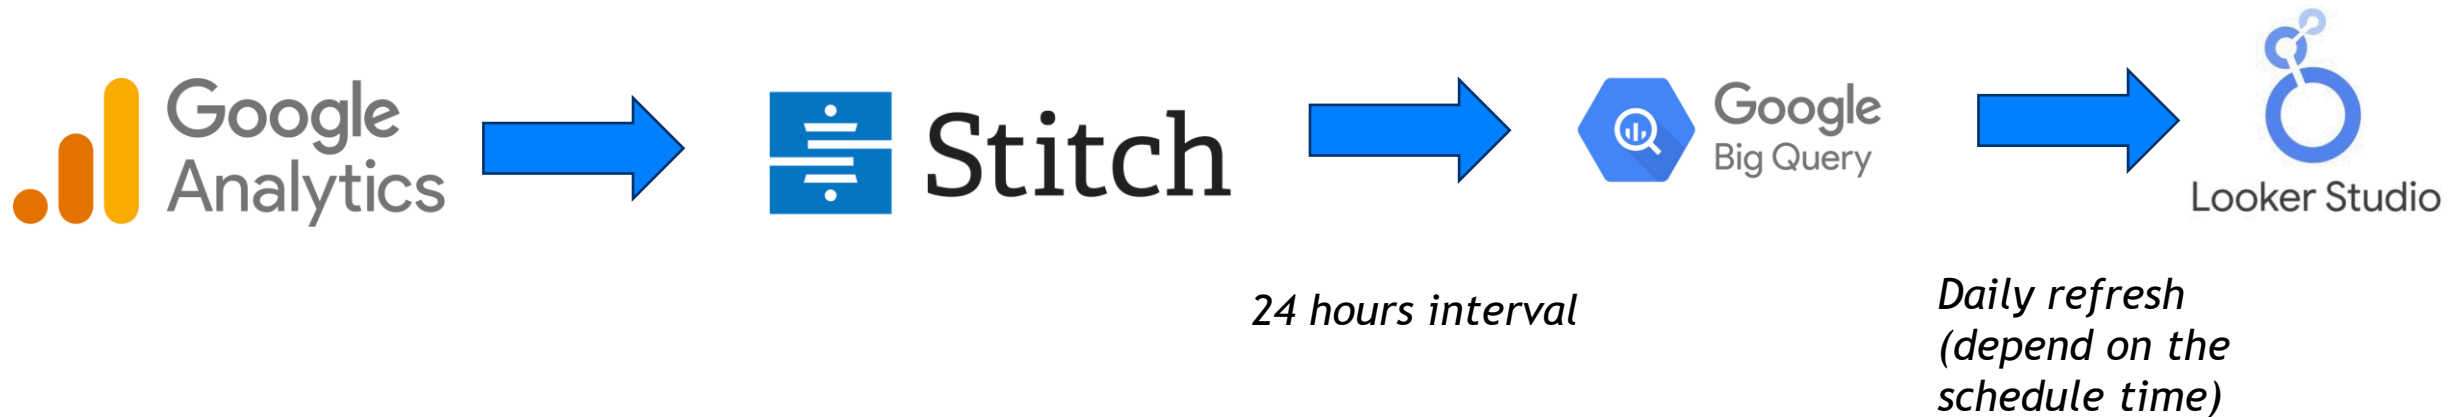 Google
Analytics
Stitch
Google
Big Query
Looker Studio
24 hours interval
Daily refresh
(depend on the
schedule time)